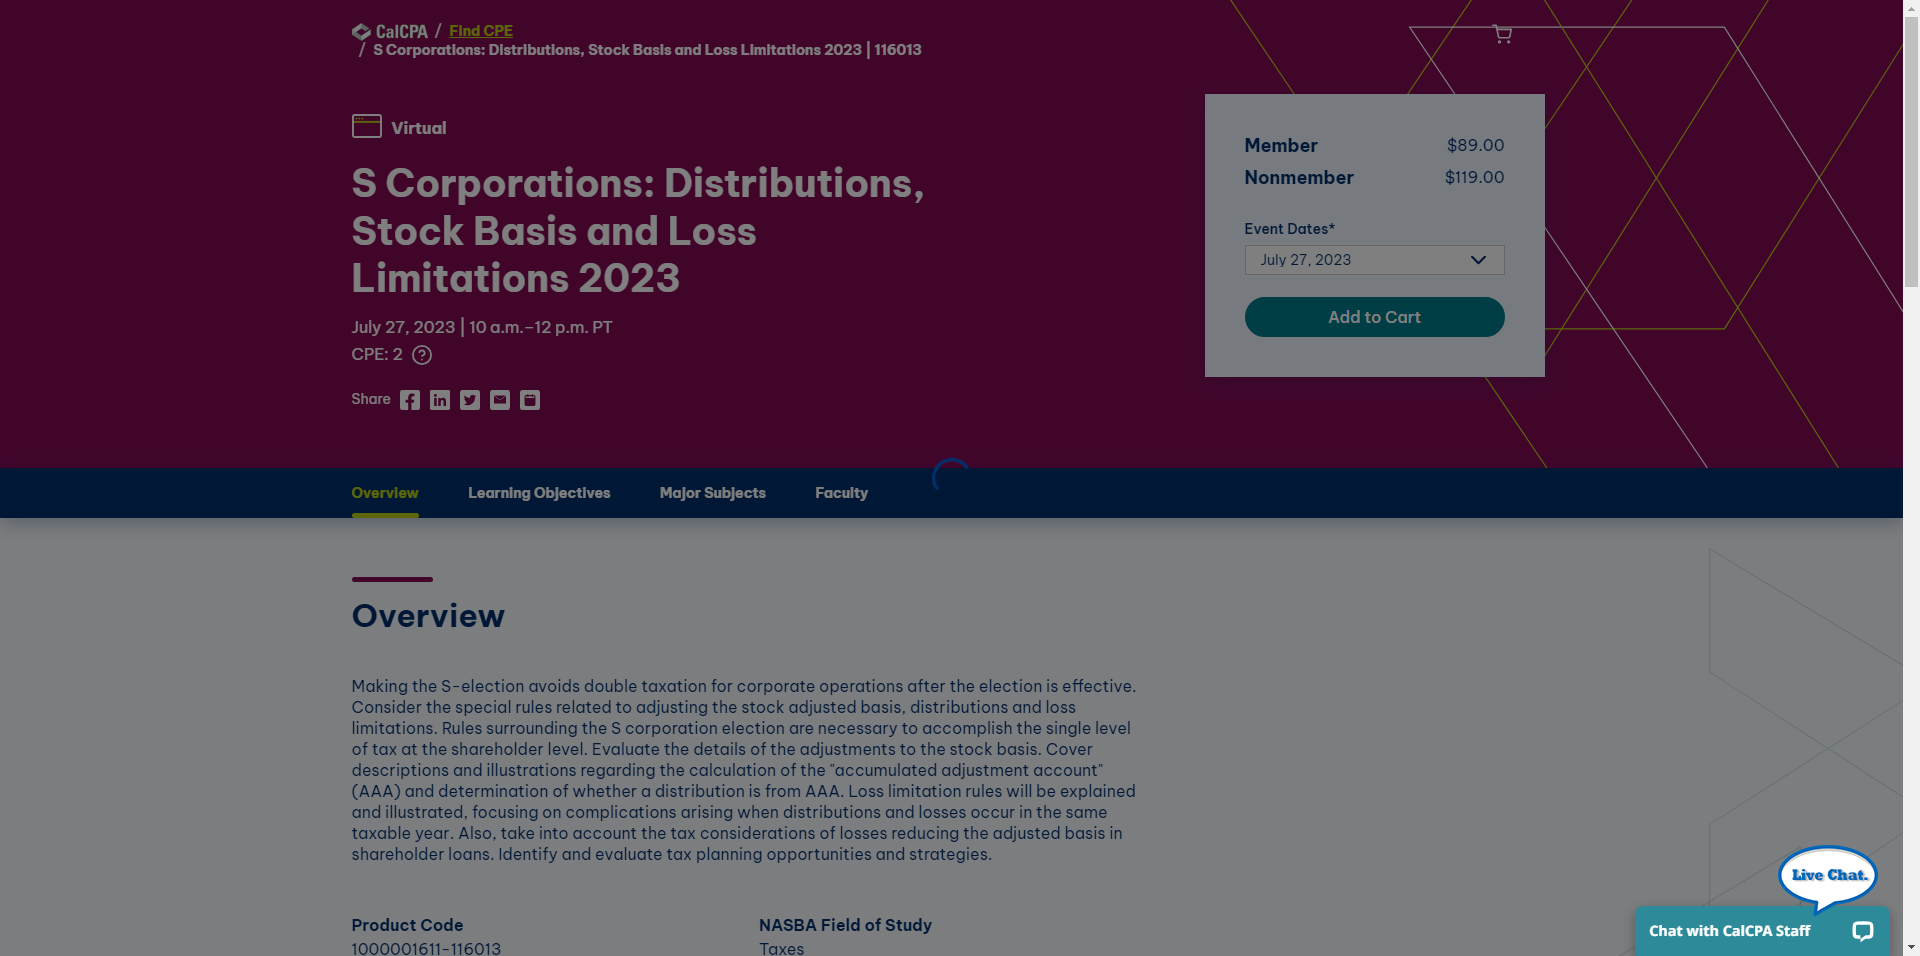 CalCPA / Find CPE
/ S Corporations: Distributions, Stock Basis and Loss Limitations 2023 | 116013
Virtual
S Corporations: Distributions,
Stock Basis and Loss
Limitations 2023
July 27, 2023 | 10 a.m.–12 p.m. PT
CPE: 2 ?
Share
Member $89.00
Nonmember $119.00
Event Dates*
July 27, 2023
Add to Cart
Overview Learning Objectives Major Subjects Faculty
Overview
Making the S-election avoids double taxation for corporate operations after the election is effective.
Consider the special rules related to adjusting the stock adjusted basis, distributions and loss
limitations. Rules surrounding the S corporation election are necessary to accomplish the single level
of tax at the shareholder level. Evaluate the details of the adjustments to the stock basis. Cover
descriptions and illustrations regarding the calculation of the "accumulated adjustment account"
(AAA) and determination of whether a distribution is from AAA. Loss limitation rules will be explained
and illustrated, focusing on complications arising when distributions and losses occur in the same
taxable year. Also, take into account the tax considerations of losses reducing the adjusted basis in
shareholder loans. Identify and evaluate tax planning opportunities and strategies.
Product Code
1000001611-116013
NASBA Field of Study
Taxes
Live Chat.
Chat with CalCPA Staff